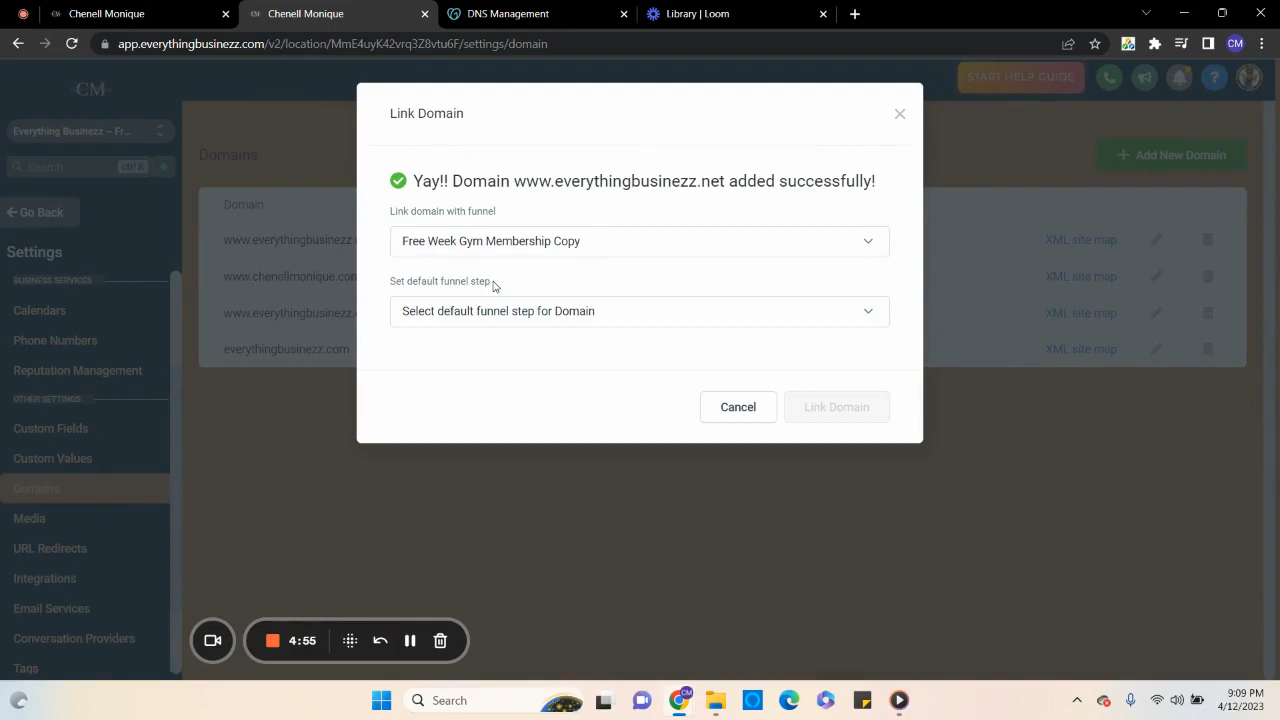 Chenell Monique
Chenell Monique
DNS Management
Library | Loom
app.everythingbusinezz.com/v2/location/MmE4uyK42vrq3Z8vtu6F/settings/domain
CM
CM
START HELP GUIDE
Everything Businezz -- Fr...
Search
ctrl K
Go Back
Settings
BUSINESS SERVICES
Calendars
Phone Numbers
Reputation Management
OTHER SETTINGS
Custom Fields
Custom Values
Domains
Media
URL Redirects
Integrations
Email Services
Conversation Providers
Tags
Domains
Add New Domain
Domain
www.everythingbusinezz
XML site map
www.chenellmonique.com
XML site map
www.everythingbusinezz.
XML site map
everythingbusinezz.com
XML site map
Link Domain
Yay!! Domain www.everythingbusinezz.net added successfully!
Link domain with funnel
Free Week Gym Membership Copy
Set default funnel step
Select default funnel step for Domain
Cancel
Link Domain
4:55
Search
CM
9:09 PM
4/12/2023